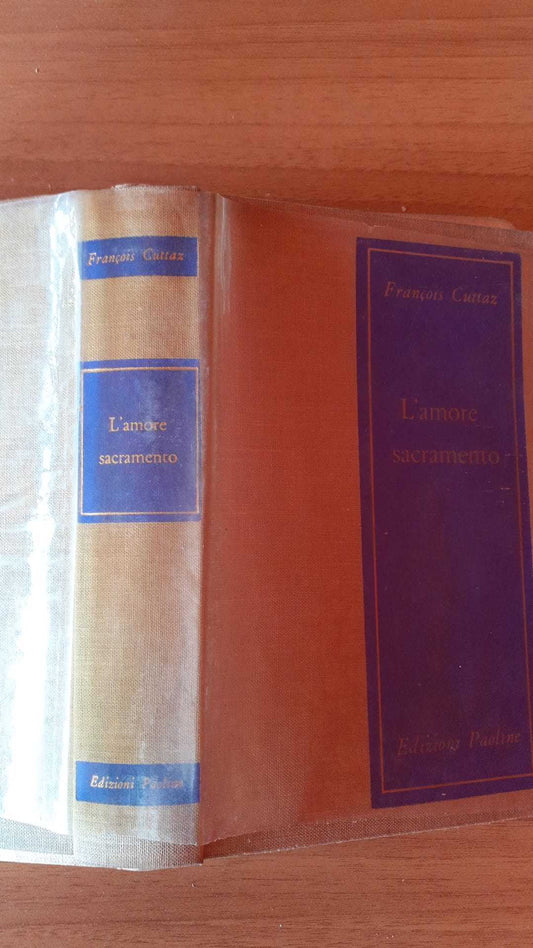 François Cuttaz
L'amore
sacramento
Edizioni Paoline
François Cuttaz
L'amore
sacramento
Edizioni Paoline